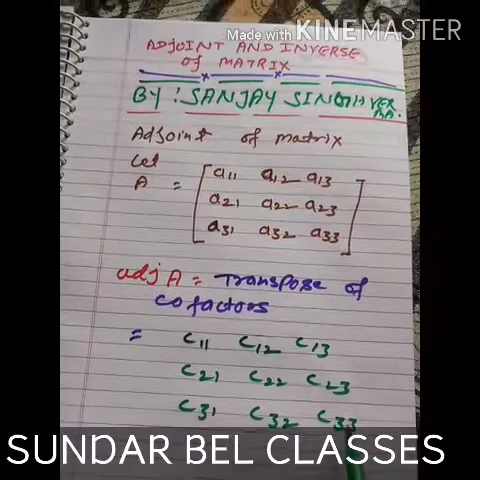 Made with KINEMASTER
ADJOINT AND INVERSE
of MATRIX
BY : SANJAY SINGH VER
MA.
Adjoint of matrix
Let
A = [ a11 a12 a13
a21 a22 a23
a31 a32 a33 ]
adj A = Transpose of
cofactors
= c11 c12 c13
c21 c22 c23
c31 c32 c33
SUNDAR BEL CLASSES